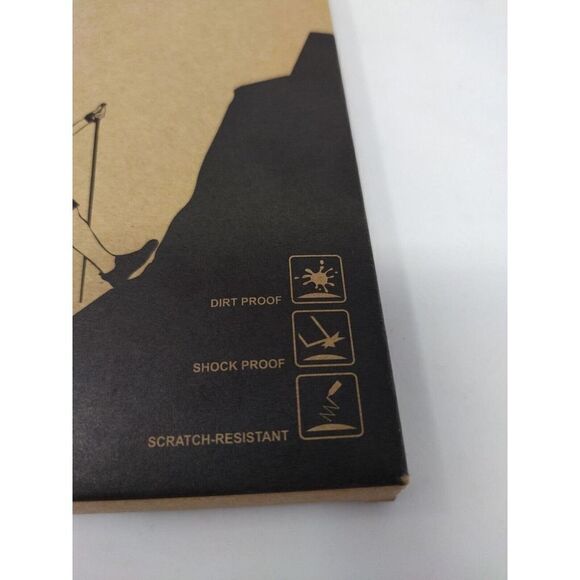 DIRT PROOF
SHOCK PROOF
SCRATCH-RESISTANT